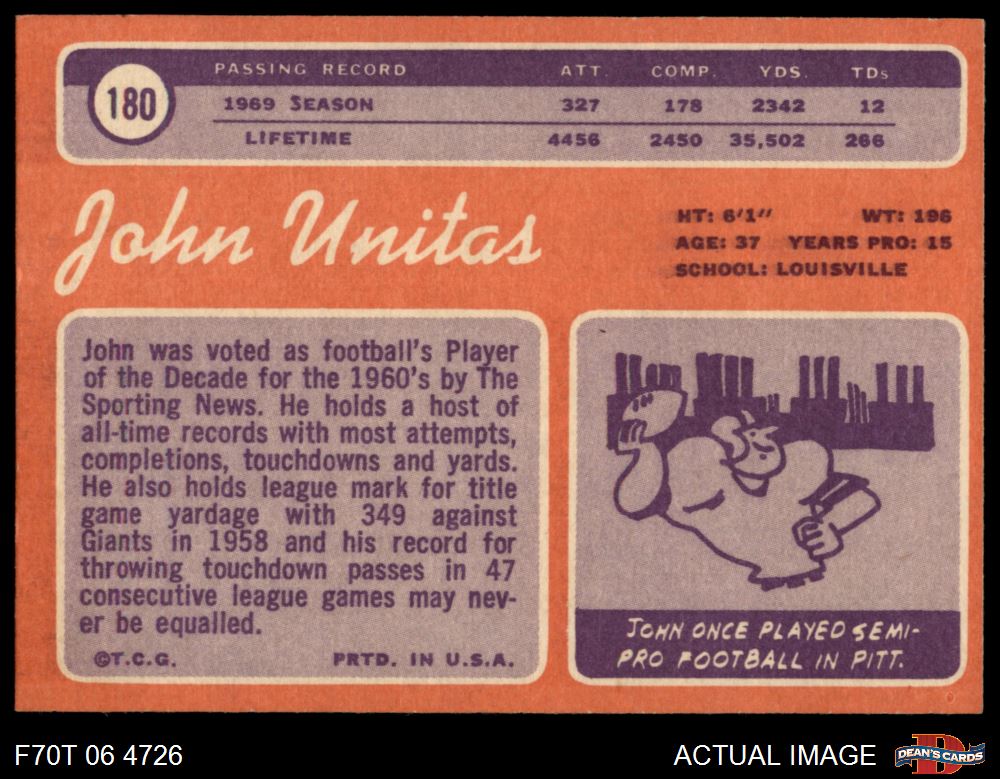 180
PASSING RECORD ATT. COMP. YDS. TDs
1969 SEASON 327 178 2342 12
LIFETIME 4456 2450 35,502 266
John Unitas
HT: 6'1" WT: 196
AGE: 37 YEARS PRO: 15
SCHOOL: LOUISVILLE
John was voted as football's Player
of the Decade for the 1960's by The
Sporting News. He holds a host of
all-time records with most attempts,
completions, touchdowns and yards.
He also holds league mark for title
game yardage with 349 against
Giants in 1958 and his record for
throwing touchdown passes in 47
consecutive league games may nev-
er be equalled.
©T.C.G. PRTD. IN U.S.A.
JOHN ONCE PLAYED SEMI-
PRO FOOTBALL IN PITT.
F70T 06 4726 ACTUAL IMAGE D DEAN'S CARDS